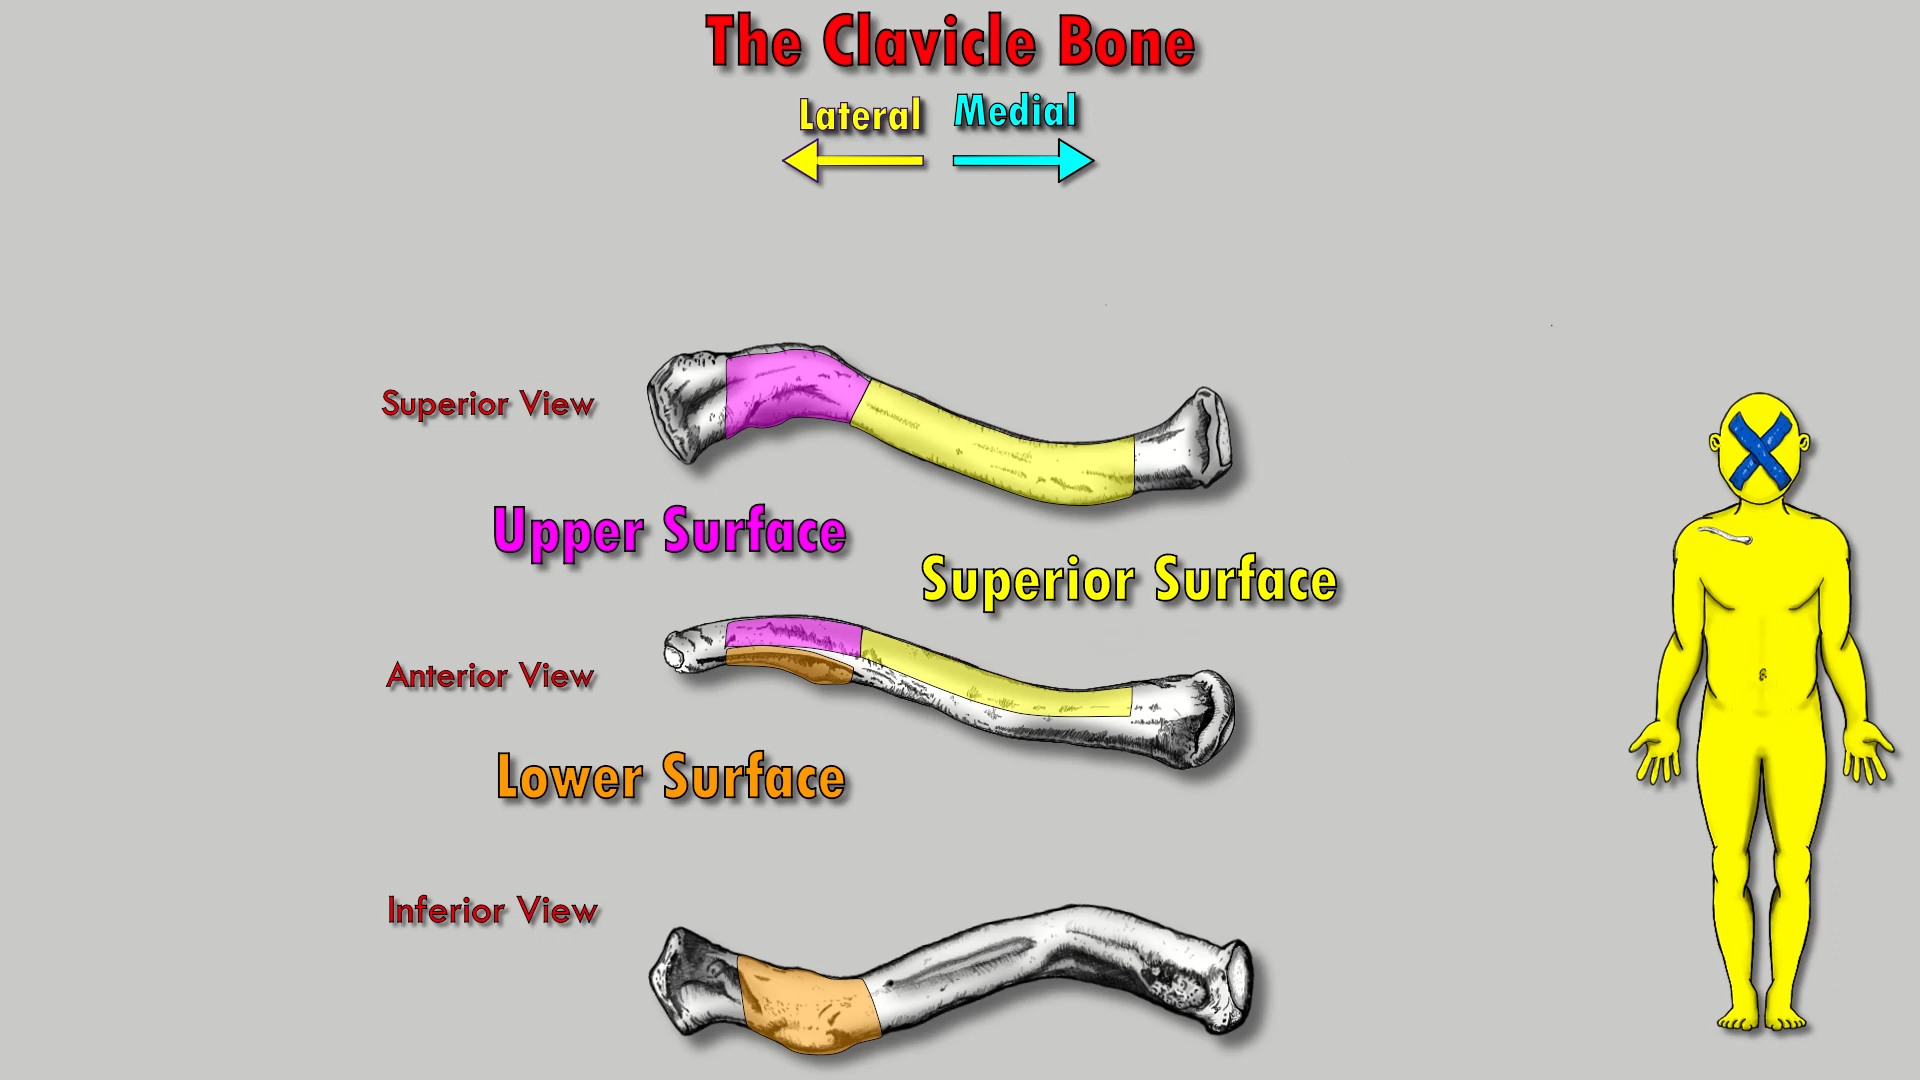 The Clavicle Bone
Lateral Medial
Superior View
Upper Surface
Superior Surface
Anterior View
Lower Surface
Inferior View